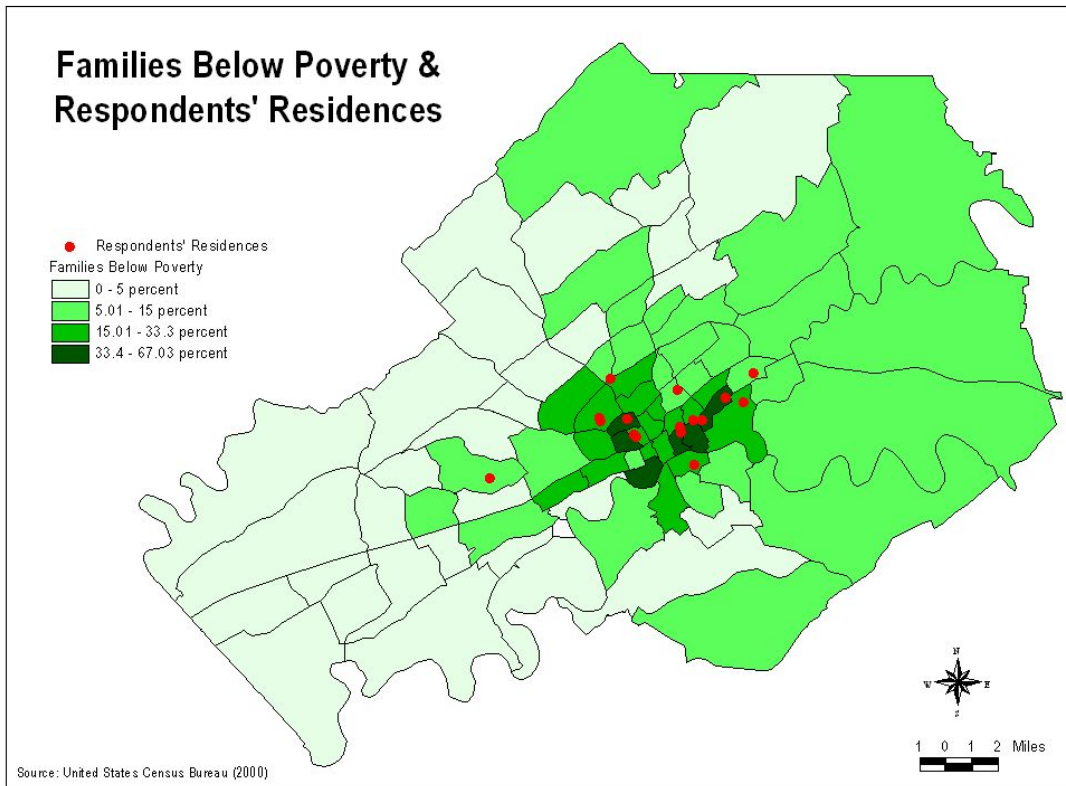 Families Below Poverty &
Respondents' Residences
Respondents' Residences
Families Below Poverty
0 - 5 percent
5.01 - 15 percent
15.01 - 33.3 percent
33.4 - 67.03 percent
N
W E
S
1 0 1 2 Miles
Source: United States Census Bureau (2000)